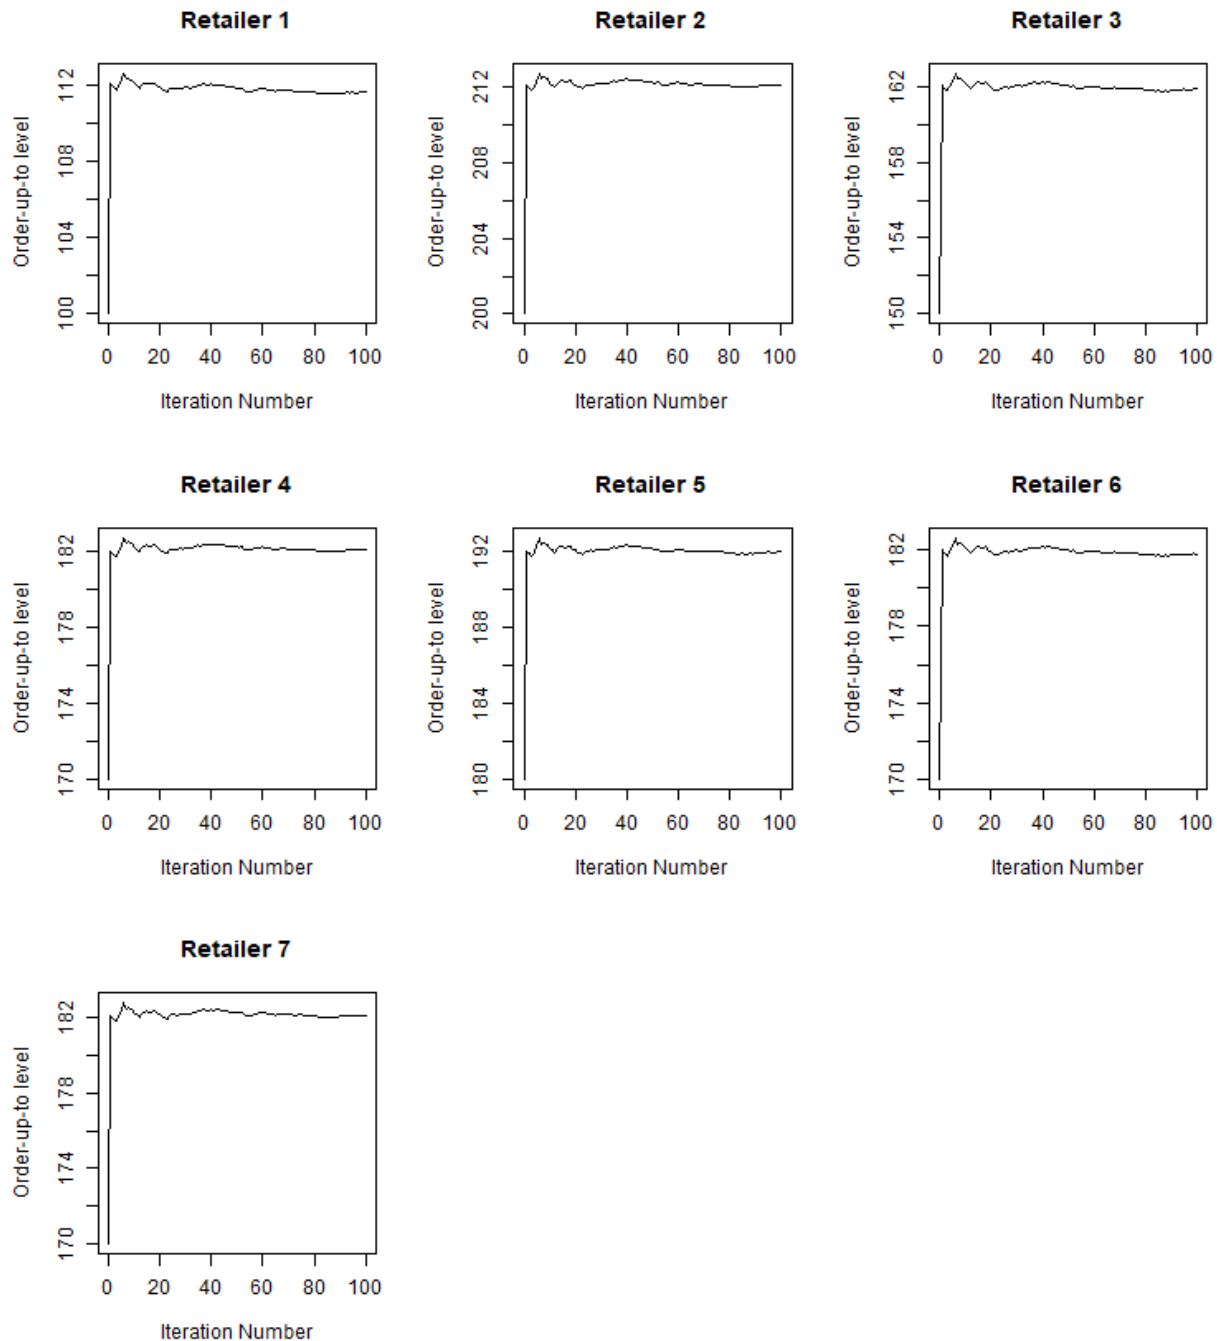 Retailer 1
Order-up-to level
112
108
104
100
0 20 40 60 80 100
Iteration Number
Retailer 2
Order-up-to level
212
208
204
200
0 20 40 60 80 100
Iteration Number
Retailer 3
Order-up-to level
162
158
154
150
0 20 40 60 80 100
Iteration Number
Retailer 4
Order-up-to level
182
178
174
170
0 20 40 60 80 100
Iteration Number
Retailer 5
Order-up-to level
192
188
184
180
0 20 40 60 80 100
Iteration Number
Retailer 6
Order-up-to level
182
178
174
170
0 20 40 60 80 100
Iteration Number
Retailer 7
Order-up-to level
182
178
174
170
0 20 40 60 80 100
Iteration Number